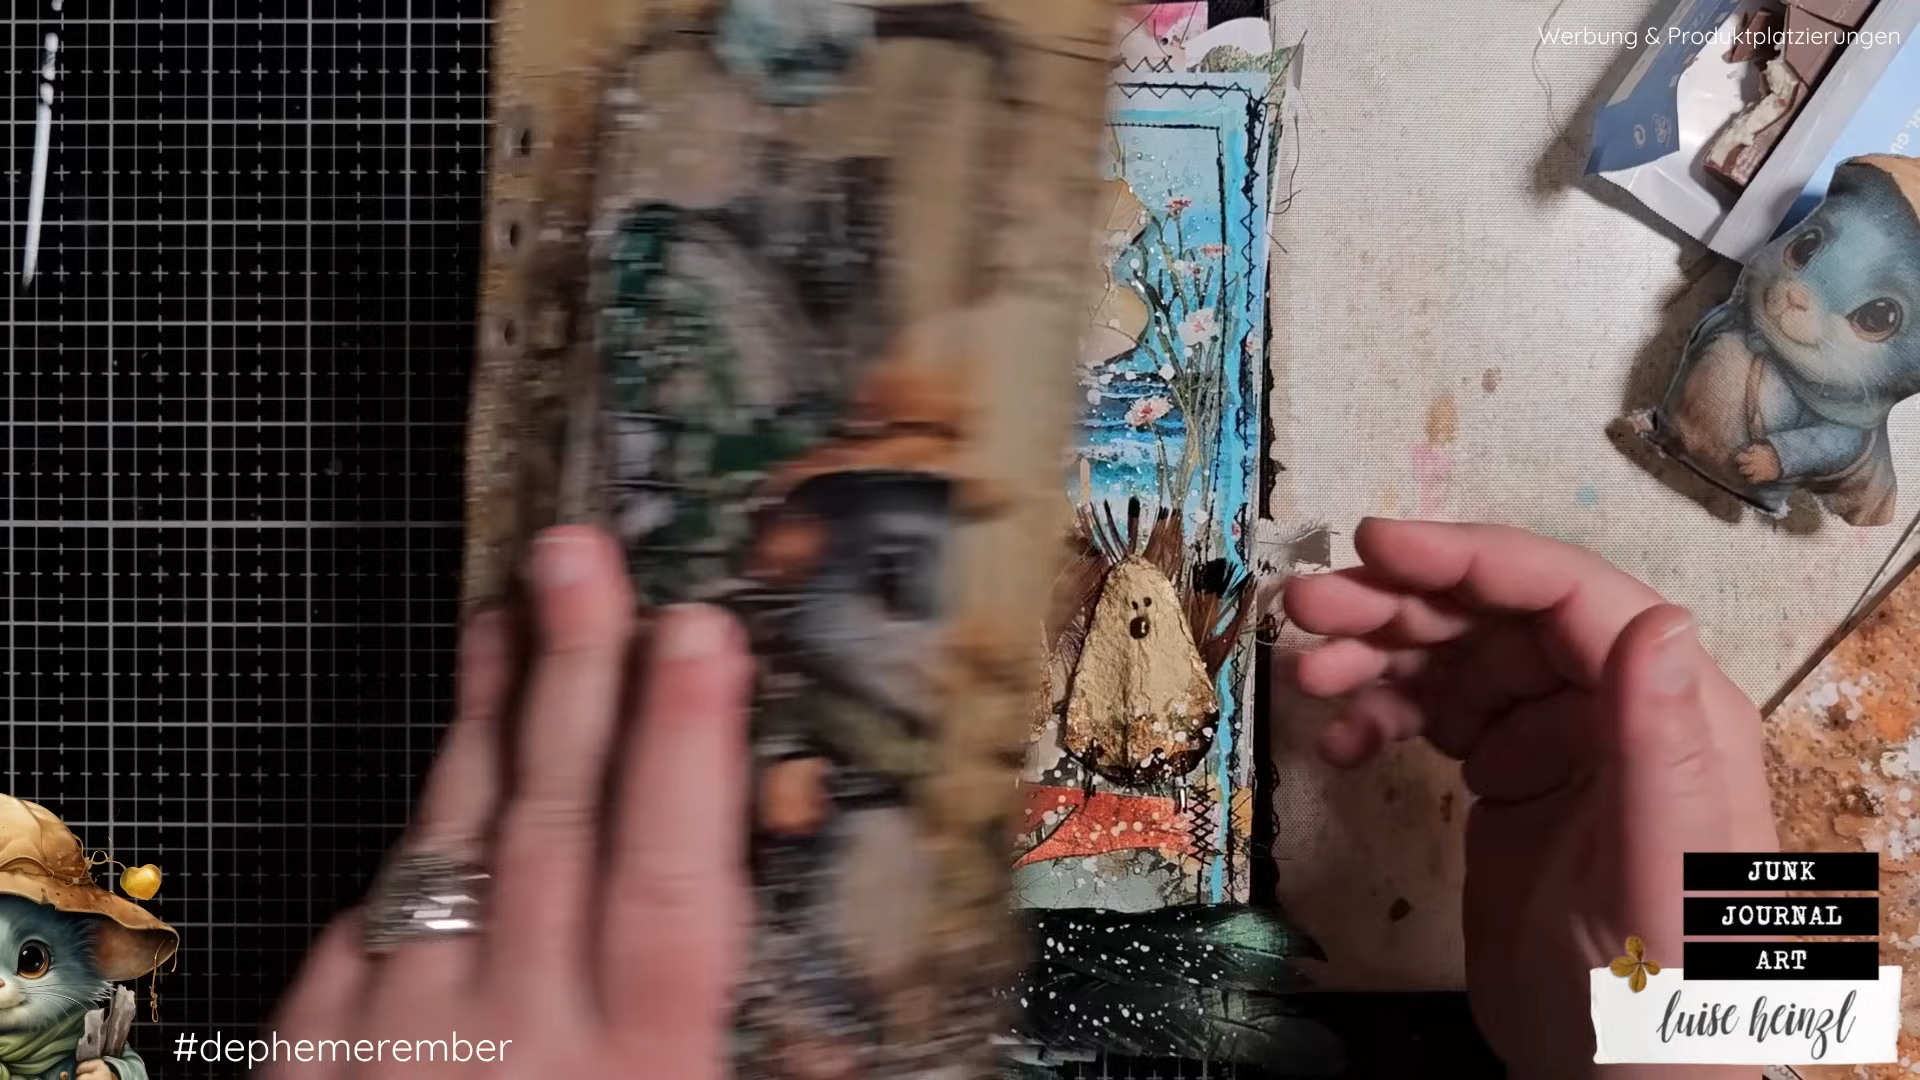 Werbung & Produktplatzierungen
JUNK
JOURNAL
ART
luise heinzl
#dephemerember